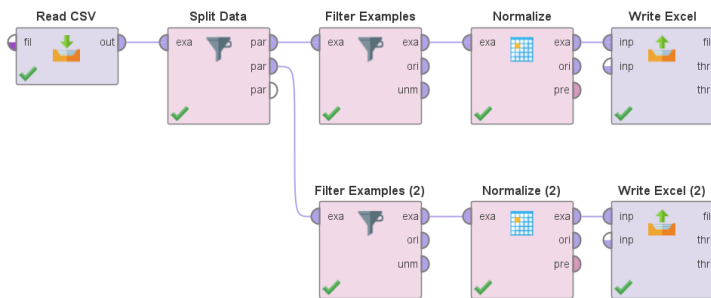 Read CSV
fil
out
Split Data
exa
par
par
par
Filter Examples
exa
exa
ori
unm
Normalize
exa
exa
ori
pre
Write Excel
inp
fil
inp
thr
thr
Filter Examples (2)
exa
exa
ori
unm
Normalize (2)
exa
exa
ori
pre
Write Excel (2)
inp
fil
inp
thr
thr